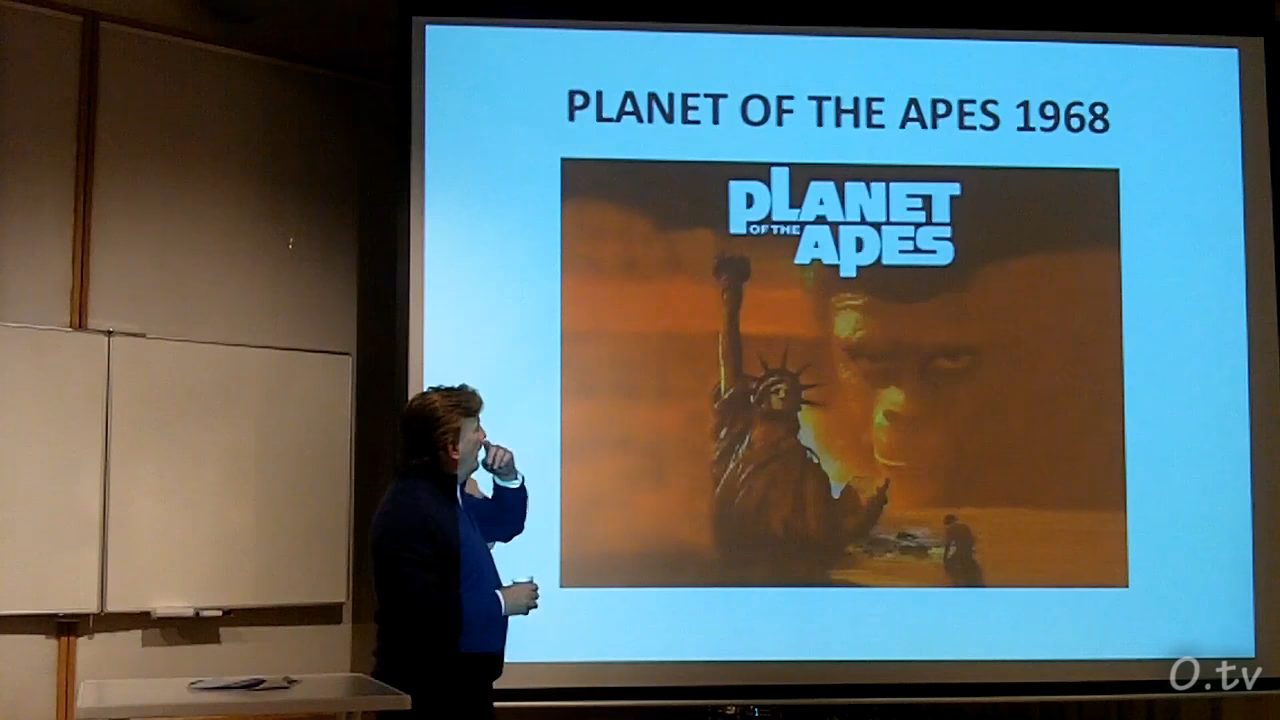 PLANET OF THE APES 1968
PLANET
OF THE
APES
O.tv